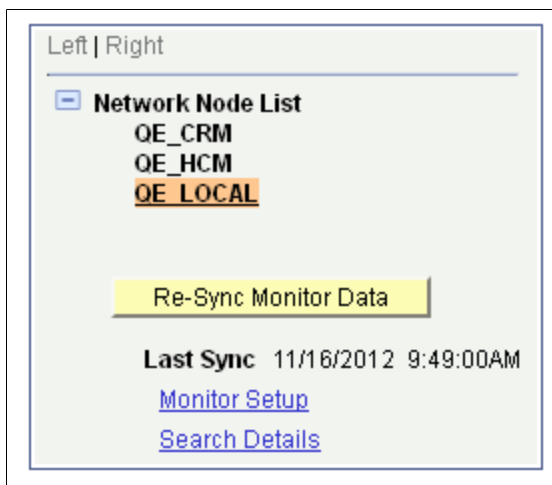 Left | Right
Network Node List
QE_CRM
QE_HCM
QE_LOCAL
Re-Sync Monitor Data
Last Sync 11/16/2012 9:49:00AM
Monitor Setup
Search Details